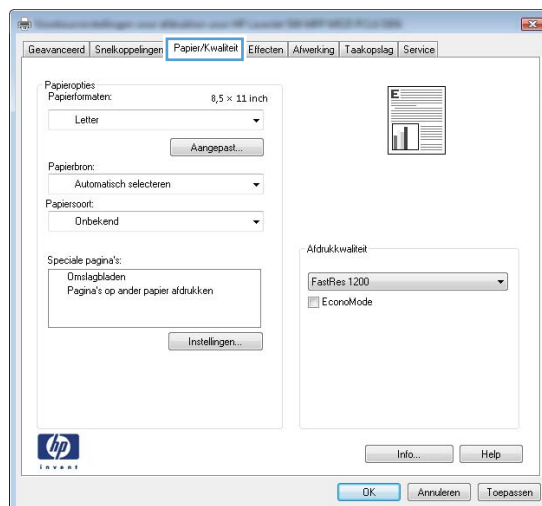 Geavanceerd Snelkoppelingen Papier/Kwaliteit Effecten Afwerking Taakopslag Service
Papieropties
Papierformaten: 8,5 × 11 inch
Letter
Aangepast...
Papierbron:
Automatisch selecteren
Papiersoort:
Onbekend
Speciale pagina's:
Omslagbladen
Pagina's op ander papier afdrukken
Instellingen...
E
Afdrukkwaliteit
FastRes 1200
EconoMode
hp
invent
Info... Help
OK Annuleren Toepassen